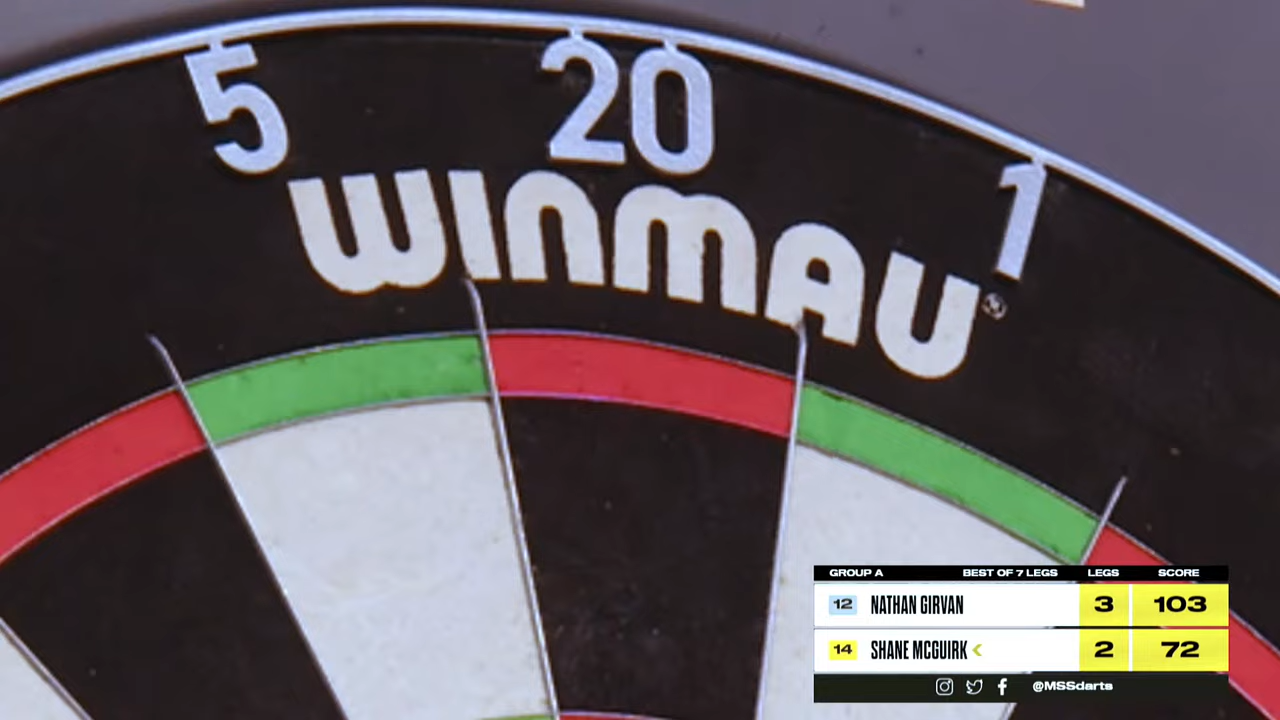 5 20 1
WINMAU®
GROUP A BEST OF 7 LEGS LEGS SCORE
12 NATHAN GIRVAN 3 103
14 SHANE MCGUIRK 2 72
@MSSdarts